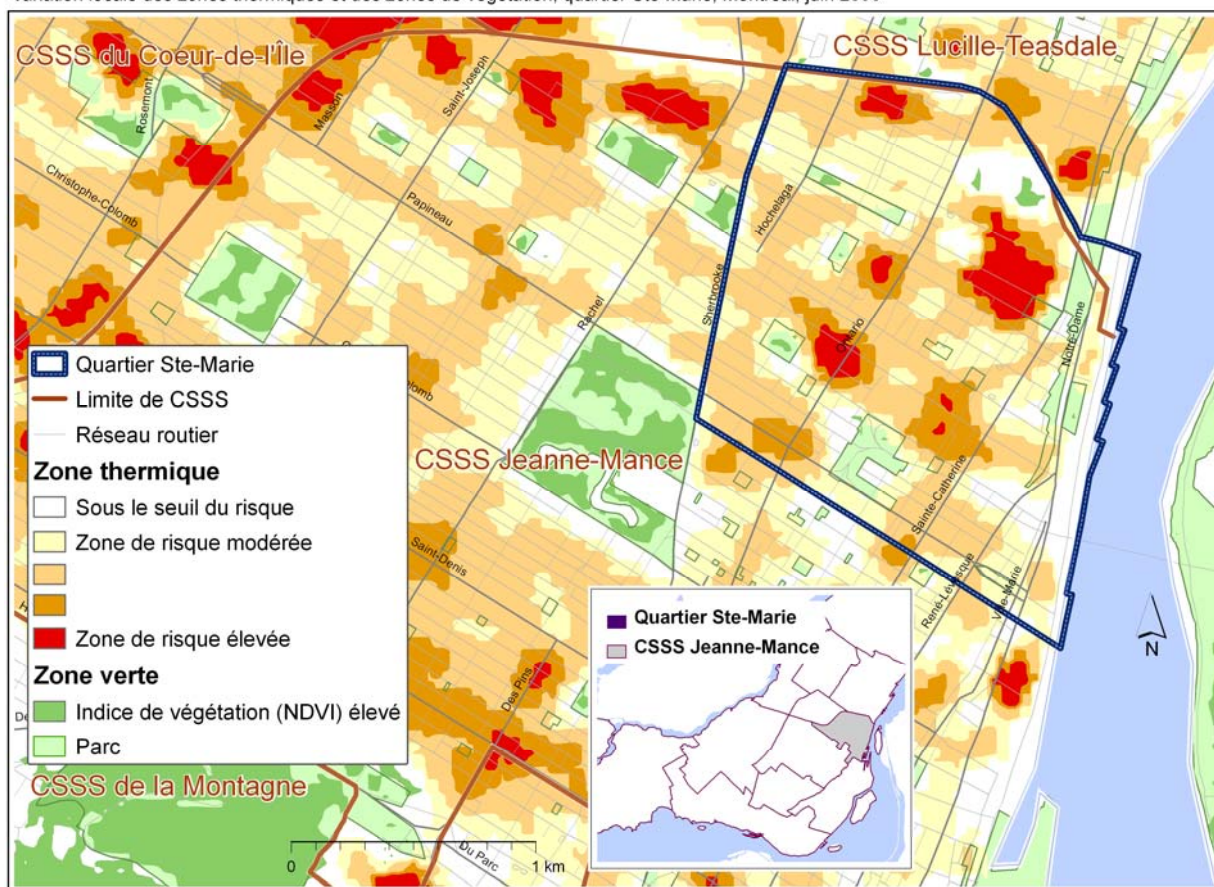 CSSS du Coeur-de-l'Île
CSSS Lucille-Teasdale
Rosemont
Masson
Saint-Joseph
Christophe-Colomb
Papineau
Hochelaga
Sherbrooke
Rachel
Ontario
Notre-Dame
CSSS Jeanne-Mance
Sainte-Catherine
Saint-Denis
René-Lévesque
Ville-Marie
Des Pins
Du Parc
CSSS de la Montagne
Quartier Ste-Marie
Limite de CSSS
Réseau routier
Zone thermique
Sous le seuil du risque
Zone de risque modérée
Zone de risque élevée
Zone verte
Indice de végétation (NDVI) élevé
Parc
0 1 km
Quartier Ste-Marie
CSSS Jeanne-Mance
N